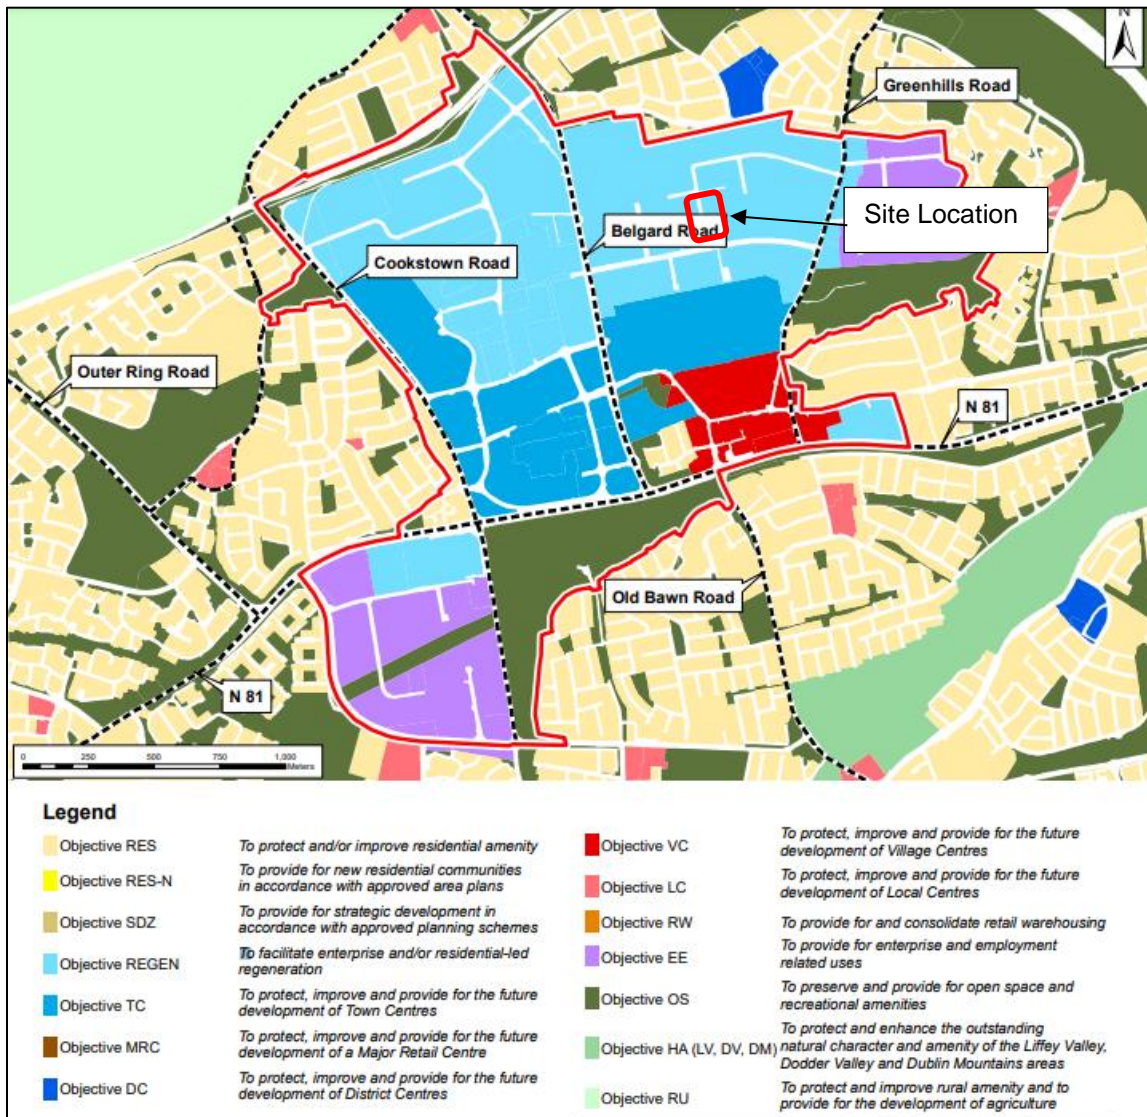 N
Greenhills Road
Site Location
Belgard Road
Cookstown Road
Outer Ring Road
N 81
Old Bawn Road
N 81
0 250 500 750 1,000
Meters
Legend
Objective RES To protect and/or improve residential amenity
Objective RES-N To provide for new residential communities
in accordance with approved area plans
Objective SDZ To provide for strategic development in
accordance with approved planning schemes
Objective REGEN To facilitate enterprise and/or residential-led
regeneration
Objective TC To protect, improve and provide for the future
development of Town Centres
Objective MRC To protect, improve and provide for the future
development of a Major Retail Centre
Objective DC To protect, improve and provide for the future
development of District Centres
Objective VC To protect, improve and provide for the future
development of Village Centres
Objective LC To protect, improve and provide for the future
development of Local Centres
Objective RW To provide for and consolidate retail warehousing
Objective EE To provide for enterprise and employment
related uses
Objective OS To preserve and provide for open space and
recreational amenities
Objective HA (LV, DV, DM) To protect and enhance the outstanding
natural character and amenity of the Liffey Valley,
Dodder Valley and Dublin Mountains areas
Objective RU To protect and improve rural amenity and to
provide for the development of agriculture